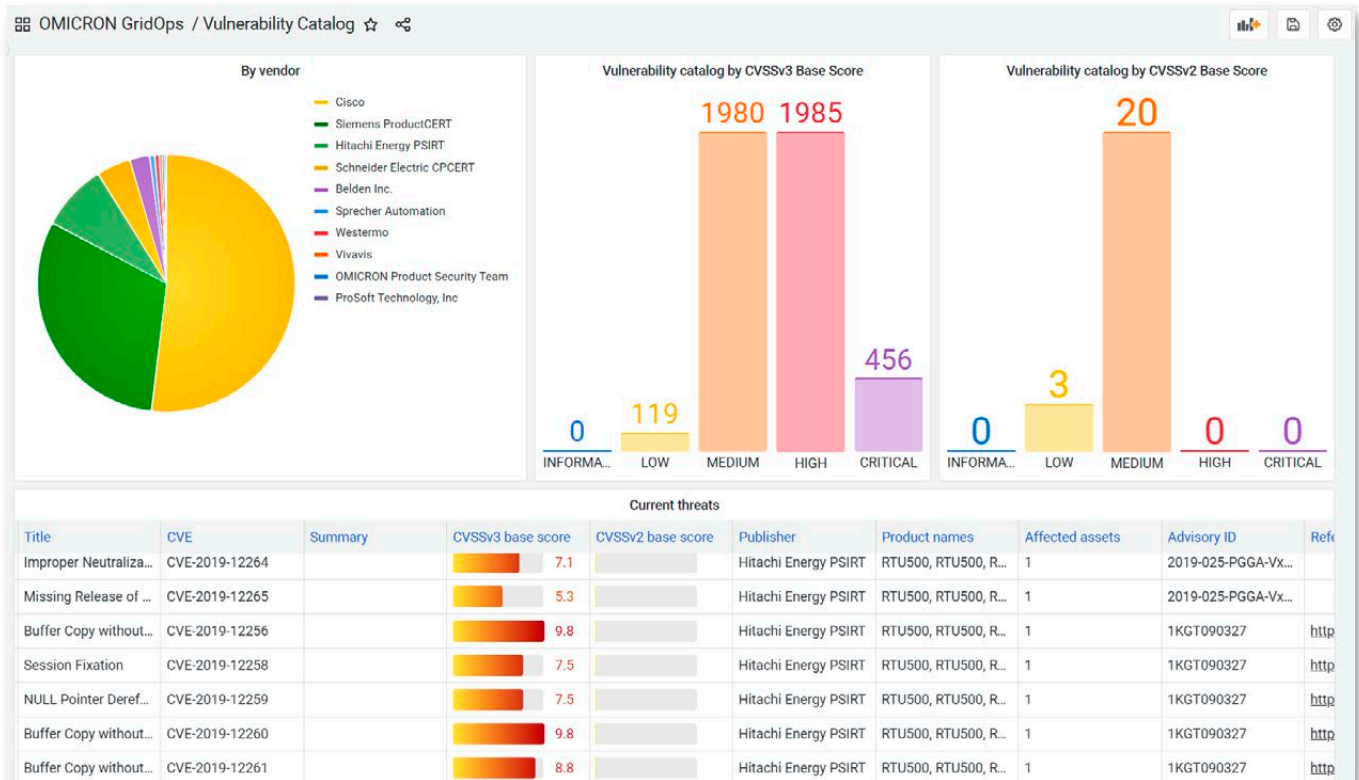 OMICRON GridOps / Vulnerability Catalog
By vendor
Cisco
Siemens ProductCERT
Hitachi Energy PSIRT
Schneider Electric CPCERT
Belden Inc.
Sprecher Automation
Westermo
Vivavis
OMICRON Product Security Team
ProSoft Technology, Inc
Vulnerability catalog by CVSSv3 Base Score
0 119 1980 1985 456
INFORMA... LOW MEDIUM HIGH CRITICAL
Vulnerability catalog by CVSSv2 Base Score
0 3 20 0 0
INFORMA... LOW MEDIUM HIGH CRITICAL
Current threats
Title CVE Summary CVSSv3 base score CVSSv2 base score Publisher Product names Affected assets Advisory ID Refe
Improper Neutraliza... CVE-2019-12264 7.1 Hitachi Energy PSIRT RTU500, RTU500, R... 1 2019-025-PGGA-Vx...
Missing Release of ... CVE-2019-12265 5.3 Hitachi Energy PSIRT RTU500, RTU500, R... 1 2019-025-PGGA-Vx...
Buffer Copy without... CVE-2019-12256 9.8 Hitachi Energy PSIRT RTU500, RTU500, R... 1 1KGT090327 http
Session Fixation CVE-2019-12258 7.5 Hitachi Energy PSIRT RTU500, RTU500, R... 1 1KGT090327 http
NULL Pointer Deref... CVE-2019-12259 7.5 Hitachi Energy PSIRT RTU500, RTU500, R... 1 1KGT090327 http
Buffer Copy without... CVE-2019-12260 9.8 Hitachi Energy PSIRT RTU500, RTU500, R... 1 1KGT090327 http
Buffer Copy without... CVE-2019-12261 8.8 Hitachi Energy PSIRT RTU500, RTU500, R... 1 1KGT090327 http